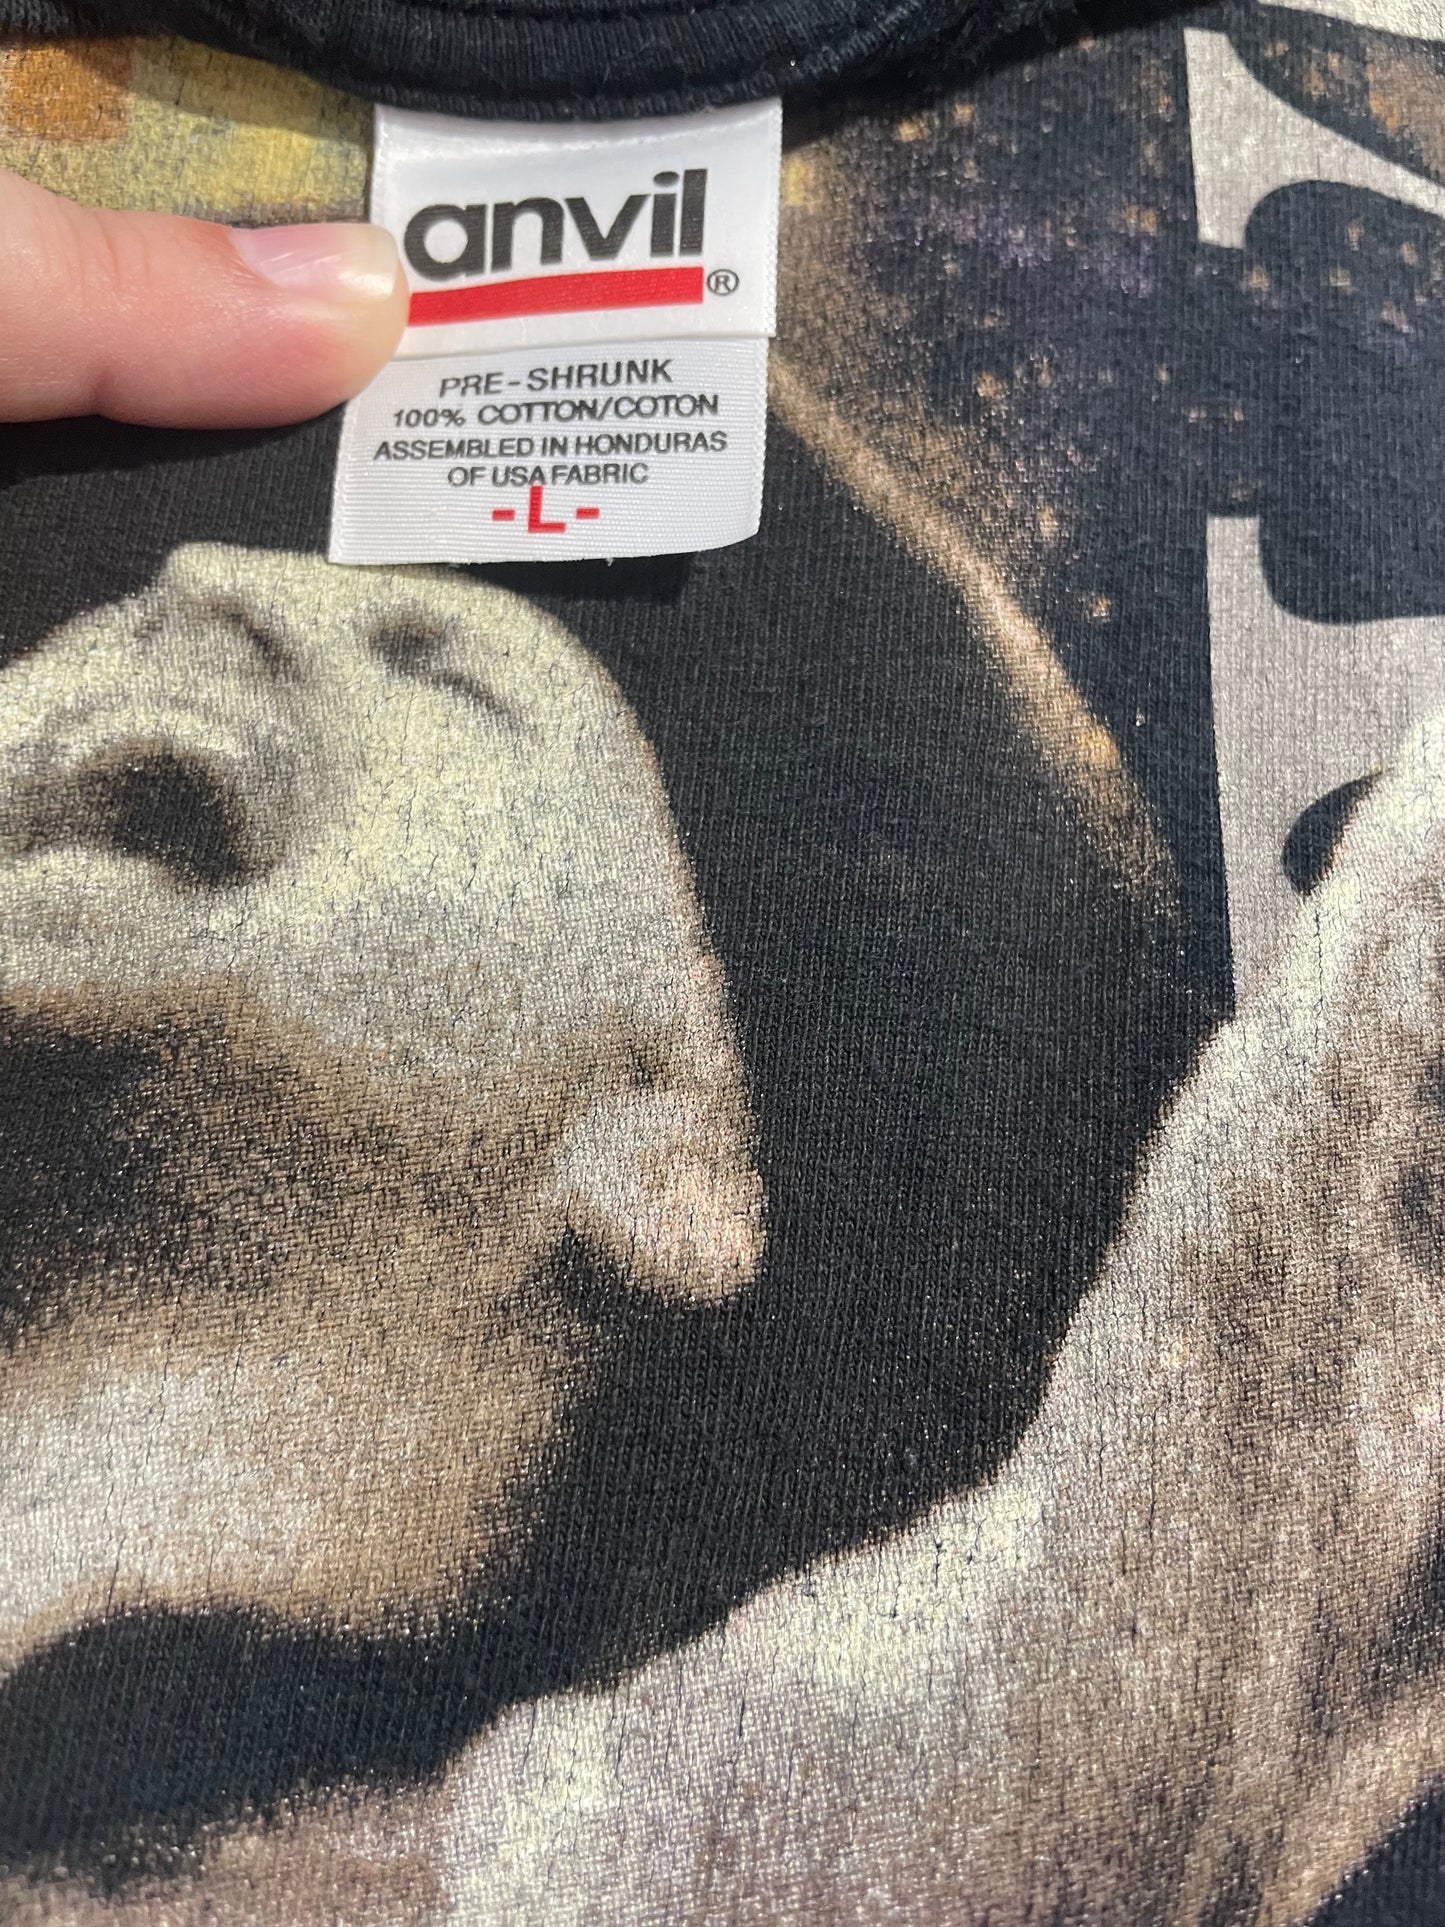 anvil®
PRE-SHRUNK
100% COTTON/COTON
ASSEMBLED IN HONDURAS
OF USA FABRIC
-L-